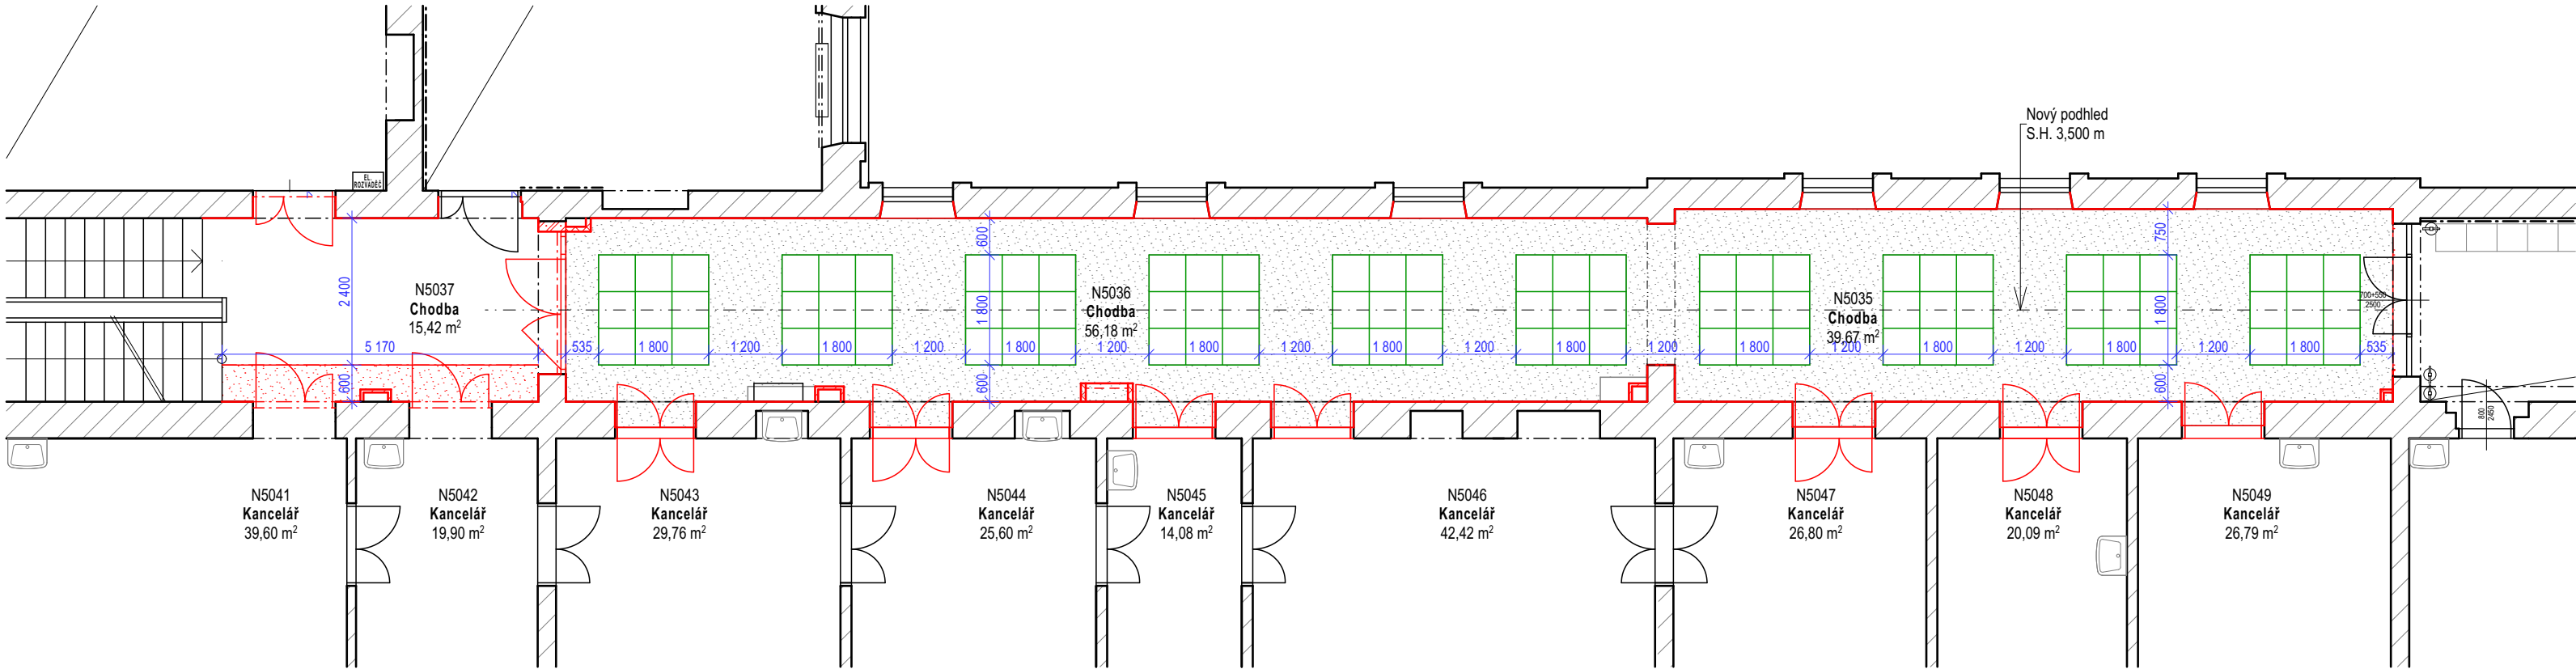 Nový podhled
S.H. 3,500 m
EL.
ROZVADĚČ
N5037
Chodba
15,42 m²
N5036
Chodba
56,18 m²
N5035
Chodba
39,67 m²
2 400
600
600
1 800
600
750
1 800
600
700+550
2500
5 170
535
1 800
1 200
1 800
1 200
1 800
1 200
1 800
1 200
1 800
1 200
1 800
1 200
1 800
1 200
1 800
1 200
1 800
1 200
1 800
535
800
2450
N5041
Kancelář
39,60 m²
N5042
Kancelář
19,90 m²
N5043
Kancelář
29,76 m²
N5044
Kancelář
25,60 m²
N5045
Kancelář
14,08 m²
N5046
Kancelář
42,42 m²
N5047
Kancelář
26,80 m²
N5048
Kancelář
20,09 m²
N5049
Kancelář
26,79 m²